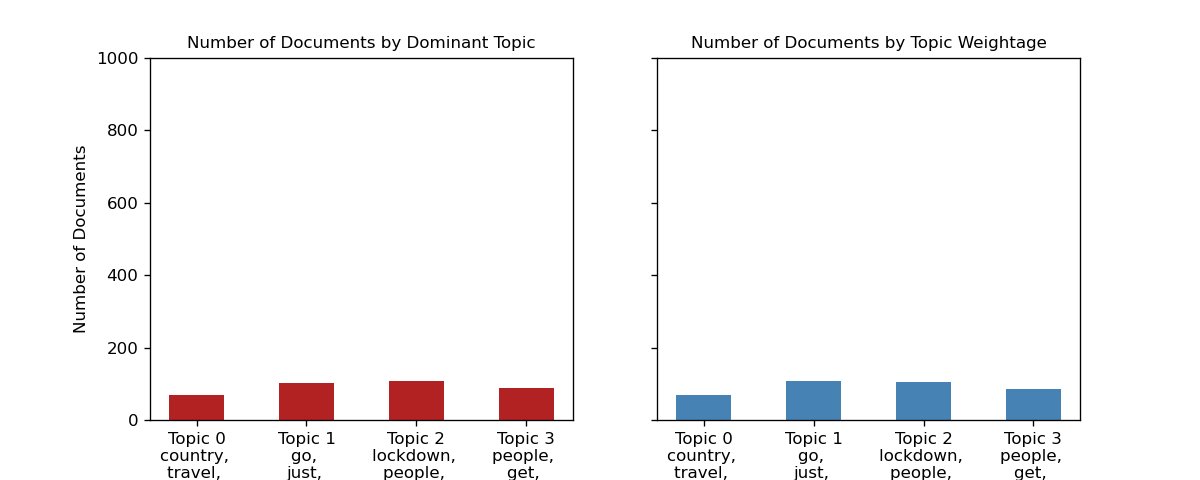 Number of Documents by Dominant Topic
Number of Documents
1000
800
600
400
200
0
Topic 0
country,
travel,
Topic 1
go,
just,
Topic 2
lockdown,
people,
Topic 3
people,
get,
Number of Documents by Topic Weightage
Topic 0
country,
travel,
Topic 1
go,
just,
Topic 2
lockdown,
people,
Topic 3
people,
get,